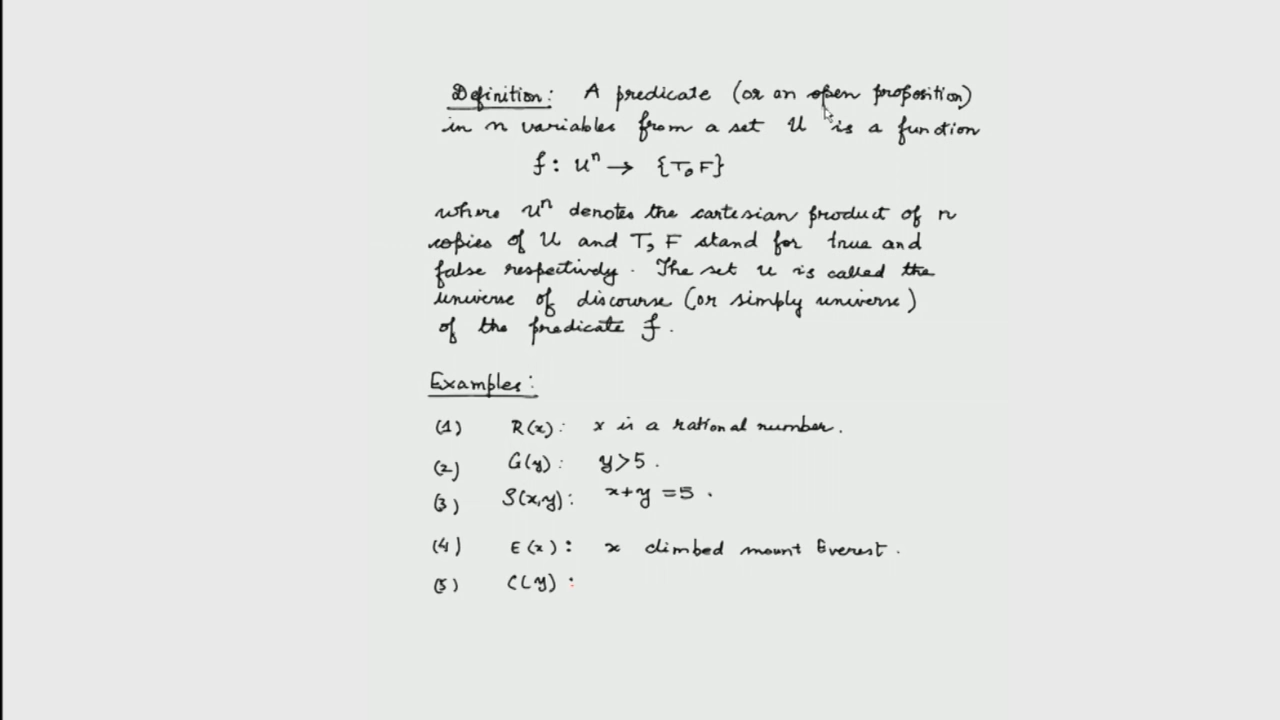 Definition: A predicate (or an open proposition)
in n variables from a set U is a function
f: Uⁿ → {T, F}
where Uⁿ denotes the cartesian product of n
copies of U and T, F stand for true and
false respectively. The set U is called the
universe of discourse (or simply universe)
of the predicate f.
Examples:
(1) R(x): x is a rational number.
(2) G(y): y>5.
(3) S(x,y): x+y=5.
(4) E(x): x climbed mount Everest.
(5) C(y):